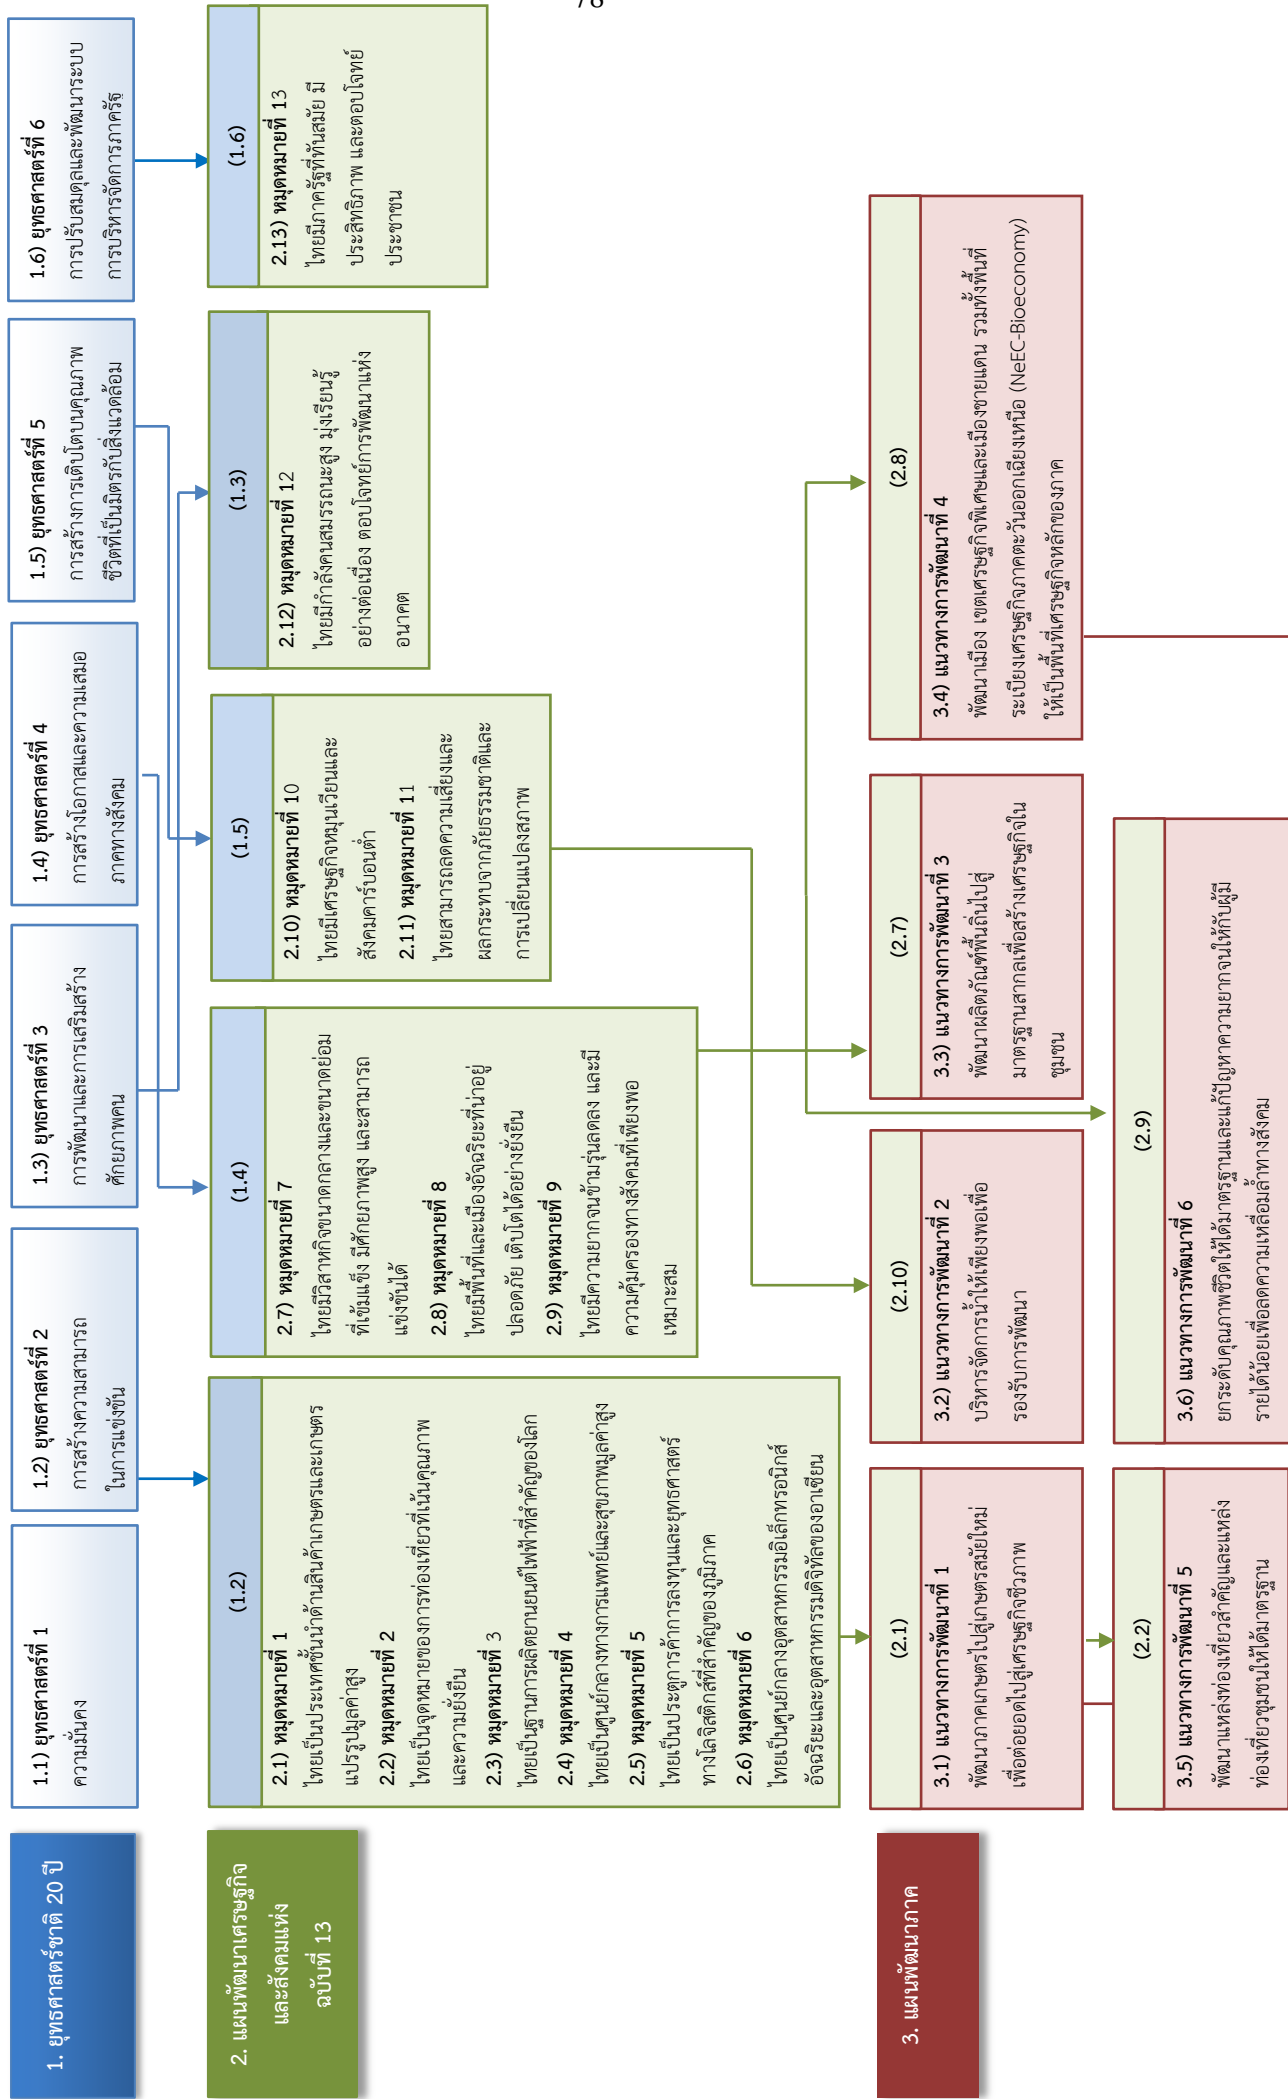 78
1. ยุทธศาสตร์ชาติ 20 ปี
1.1) ยุทธศาสตร์ที่ 1
ความมั่นคง
1.2) ยุทธศาสตร์ที่ 2
การสร้างความสามารถ
ในการแข่งขัน
1.3) ยุทธศาสตร์ที่ 3
การพัฒนาและการเสริมสร้าง
ศักยภาพคน
1.4) ยุทธศาสตร์ที่ 4
การสร้างโอกาสและความเสมอ
ภาคทางสังคม
1.5) ยุทธศาสตร์ที่ 5
การสร้างการเติบโตบนคุณภาพ
ชีวิตที่เป็นมิตรกับสิ่งแวดล้อม
1.6) ยุทธศาสตร์ที่ 6
การปรับสมดุลและพัฒนาระบบ
การบริหารจัดการภาครัฐ
2. แผนพัฒนาเศรษฐกิจ
และสังคมแห่ง
ฉบับที่ 13
(1.2)
2.1) หมุดหมายที่ 1
ไทยเป็นประเทศชั้นนำด้านสินค้าเกษตรและเกษตร
แปรรูปมูลค่าสูง
2.2) หมุดหมายที่ 2
ไทยเป็นจุดหมายของการท่องเที่ยวที่เน้นคุณภาพ
และความยั่งยืน
2.3) หมุดหมายที่ 3
ไทยเป็นฐานการผลิตยานยนต์ไฟฟ้าที่สำคัญของโลก
2.4) หมุดหมายที่ 4
ไทยเป็นศูนย์กลางทางการแพทย์และสุขภาพมูลค่าสูง
2.5) หมุดหมายที่ 5
ไทยเป็นประตูการค้าการลงทุนและยุทธศาสตร์
ทางโลจิสติกส์ที่สำคัญของภูมิภาค
2.6) หมุดหมายที่ 6
ไทยเป็นศูนย์กลางอุตสาหกรรมอิเล็กทรอนิกส์
อัจฉริยะและอุตสาหกรรมดิจิทัลของอาเซียน
(1.4)
2.7) หมุดหมายที่ 7
ไทยมีวิสาหกิจขนาดกลางและขนาดย่อม
ที่เข้มแข็ง มีศักยภาพสูง และสามารถ
แข่งขันได้
2.8) หมุดหมายที่ 8
ไทยมีพื้นที่และเมืองอัจฉริยะที่น่าอยู่
ปลอดภัย เติบโตได้อย่างยั่งยืน
2.9) หมุดหมายที่ 9
ไทยมีความยากจนข้ามรุ่นลดลง และมี
ความคุ้มครองทางสังคมที่เพียงพอ
เหมาะสม
(1.5)
2.10) หมุดหมายที่ 10
ไทยมีเศรษฐกิจหมุนเวียนและ
สังคมคาร์บอนต่ำ
2.11) หมุดหมายที่ 11
ไทยสามารถลดความเสี่ยงและ
ผลกระทบจากภัยธรรมชาติและ
การเปลี่ยนแปลงสภาพ
(1.3)
2.12) หมุดหมายที่ 12
ไทยมีกำลังคนสมรรถนะสูง มุ่งเรียนรู้
อย่างต่อเนื่อง ตอบโจทย์การพัฒนาแห่ง
อนาคต
(1.6)
2.13) หมุดหมายที่ 13
ไทยมีภาครัฐที่ทันสมัย มี
ประสิทธิภาพ และตอบโจทย์
ประชาชน
3. แผนพัฒนาภาค
(2.1)
3.1) แนวทางการพัฒนาที่ 1
พัฒนาภาคเกษตรไปสู่เกษตรสมัยใหม่
เพื่อต่อยอดไปสู่เศรษฐกิจชีวภาพ
(2.10)
3.2) แนวทางการพัฒนาที่ 2
บริหารจัดการน้ำให้เพียงพอเพื่อ
รองรับการพัฒนา
(2.7)
3.3) แนวทางการพัฒนาที่ 3
พัฒนาผลิตภัณฑ์พื้นถิ่นไปสู่
มาตรฐานสากลเพื่อสร้างเศรษฐกิจใน
ชุมชน
(2.8)
3.4) แนวทางการพัฒนาที่ 4
พัฒนาเมือง เขตเศรษฐกิจพิเศษและเมืองชายแดน รวมทั้งพื้นที่
ระเบียงเศรษฐกิจภาคตะวันออกเฉียงเหนือ (NeEC-Bioeconomy)
ให้เป็นพื้นที่เศรษฐกิจหลักของภาค
(2.2)
3.5) แนวทางการพัฒนาที่ 5
พัฒนาแหล่งท่องเที่ยวสำคัญและแหล่ง
ท่องเที่ยวชุมชนให้ได้มาตรฐาน
(2.9)
3.6) แนวทางการพัฒนาที่ 6
ยกระดับคุณภาพชีวิตให้ได้มาตรฐานและแก้ปัญหาความยากจนให้กับผู้มี
รายได้น้อยเพื่อลดความเหลื่อมล้ำทางสังคม